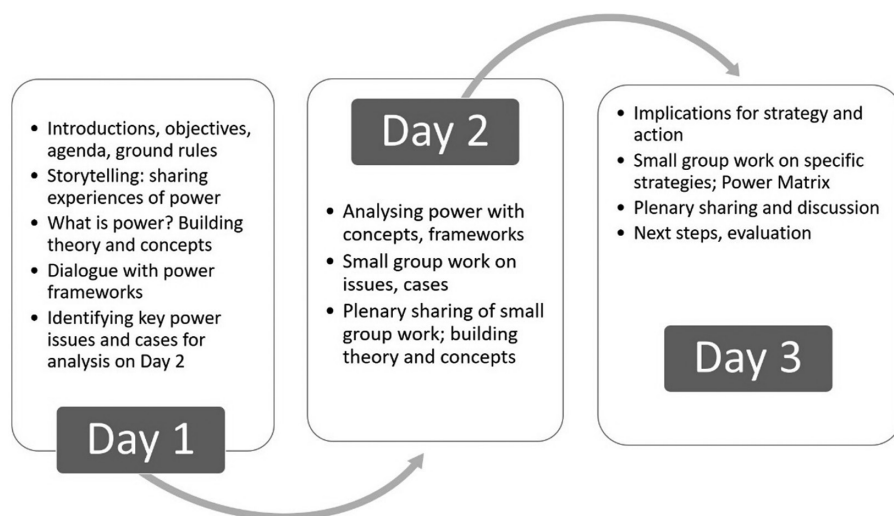 • Introductions, objectives,
agenda, ground rules
• Storytelling: sharing
experiences of power
• What is power? Building
theory and concepts
• Dialogue with power
frameworks
• Identifying key power
issues and cases for
analysis on Day 2
Day 1
Day 2
• Analysing power with
concepts, frameworks
• Small group work on
issues, cases
• Plenary sharing of small
group work; building
theory and concepts
• Implications for strategy and
action
• Small group work on specific
strategies; Power Matrix
• Plenary sharing and discussion
• Next steps, evaluation
Day 3